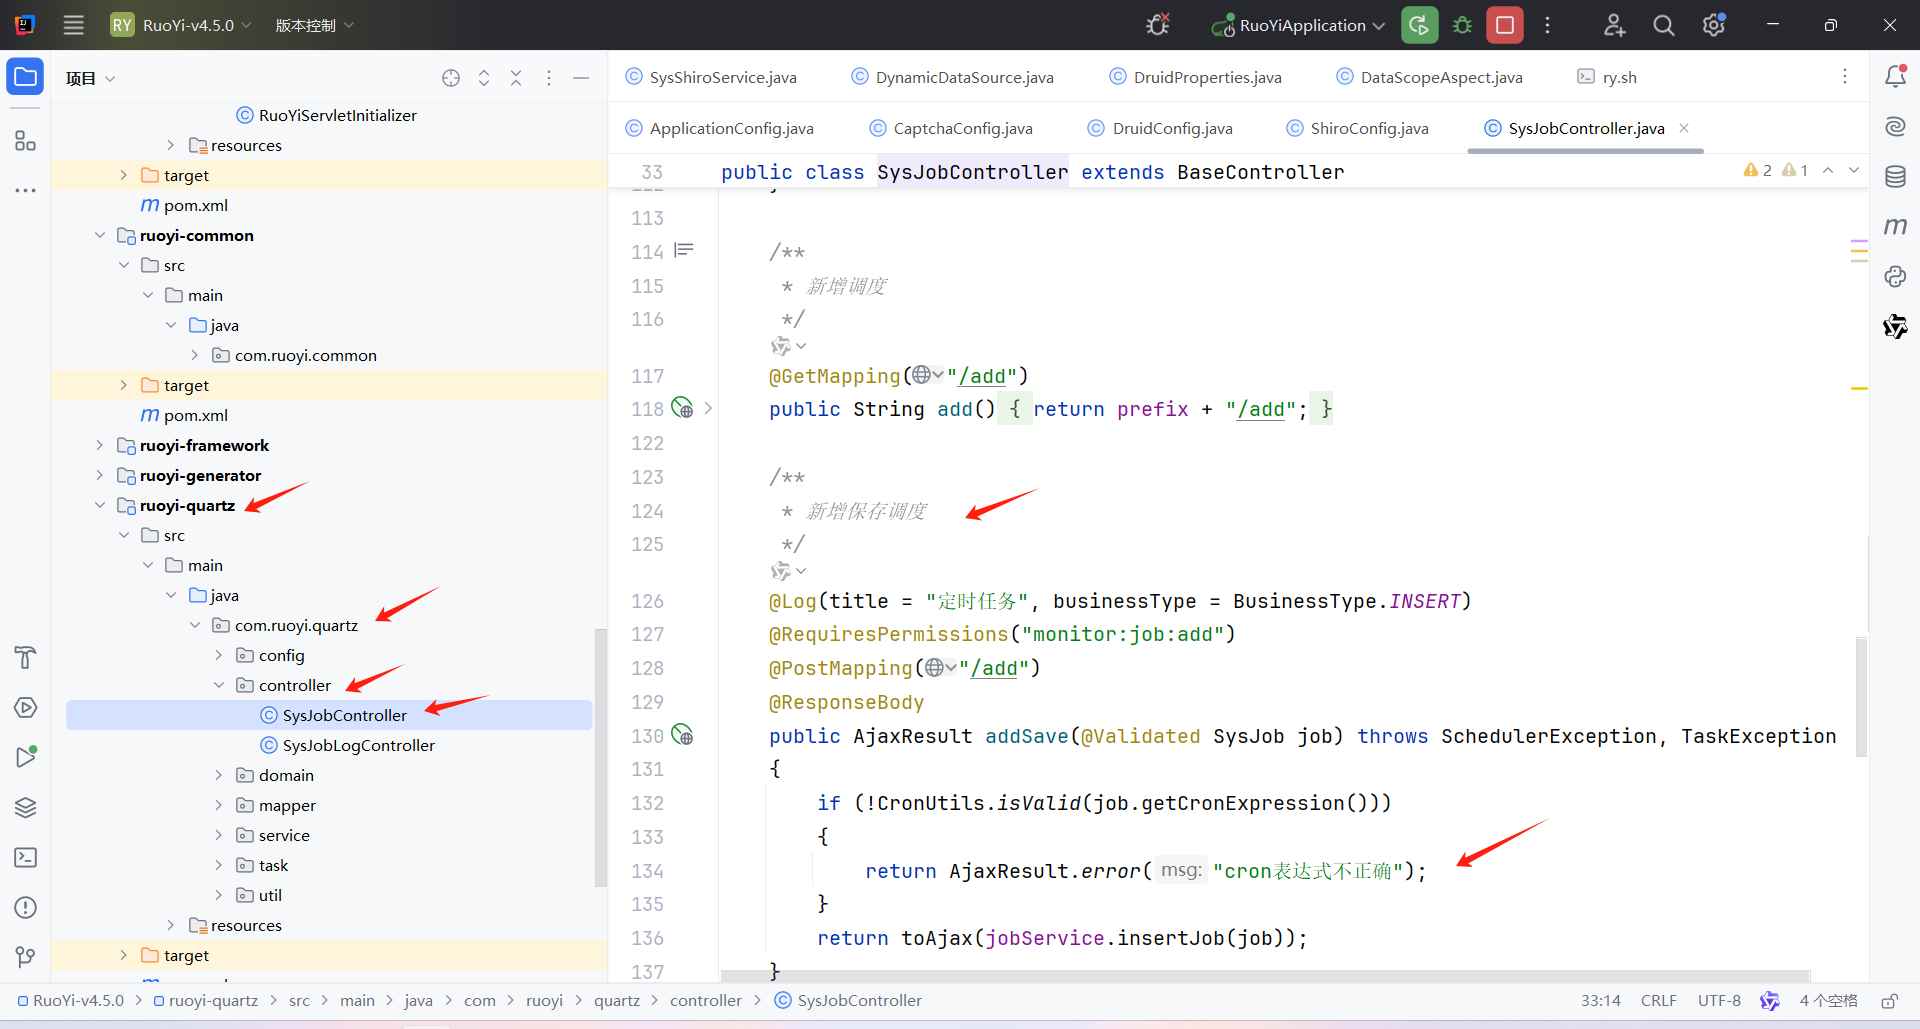 RY RuoYi-v4.5.0 版本控制 RuoYiApplication
项目
RuoYiServletInitializer
resources
target
pom.xml
ruoyi-common
src
main
java
com.ruoyi.common
target
pom.xml
ruoyi-framework
ruoyi-generator
ruoyi-quartz
src
main
java
com.ruoyi.quartz
config
controller
SysJobController
SysJobLogController
domain
mapper
service
task
util
resources
target
SysShiroService.java DynamicDataSource.java DruidProperties.java DataScopeAspect.java ry.sh
ApplicationConfig.java CaptchaConfig.java DruidConfig.java ShiroConfig.java SysJobController.java
33 public class SysJobController extends BaseController 2 1
112 }
113
114 /**
115 * 新增调度
116 */
117 @GetMapping("/add")
118 public String add() { return prefix + "/add"; }
122
123 /**
124 * 新增保存调度
125 */
126 @Log(title = "定时任务", businessType = BusinessType.INSERT)
127 @RequiresPermissions("monitor:job:add")
128 @PostMapping("/add")
129 @ResponseBody
130 public AjaxResult addSave(@Validated SysJob job) throws SchedulerException, TaskException
131 {
132 if (!CronUtils.isValid(job.getCronExpression()))
133 {
134 return AjaxResult.error( msg: "cron表达式不正确");
135 }
136 return toAjax(jobService.insertJob(job));
137 }
RuoYi-v4.5.0 > ruoyi-quartz > src > main > java > com > ruoyi > quartz > controller > SysJobController 33:14 CRLF UTF-8 4 个空格